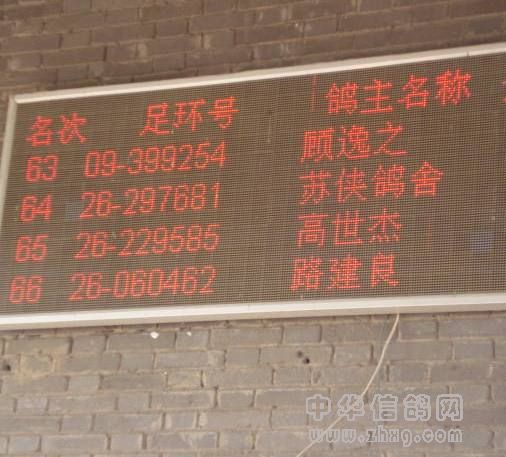 名次 足环号 鸽主名称
63 09-399254 顾逸之
64 26-297681 苏侠鸽舍
65 26-229585 高世杰
66 26-060462 路建良
中华信鸽网
www.zhxg.com